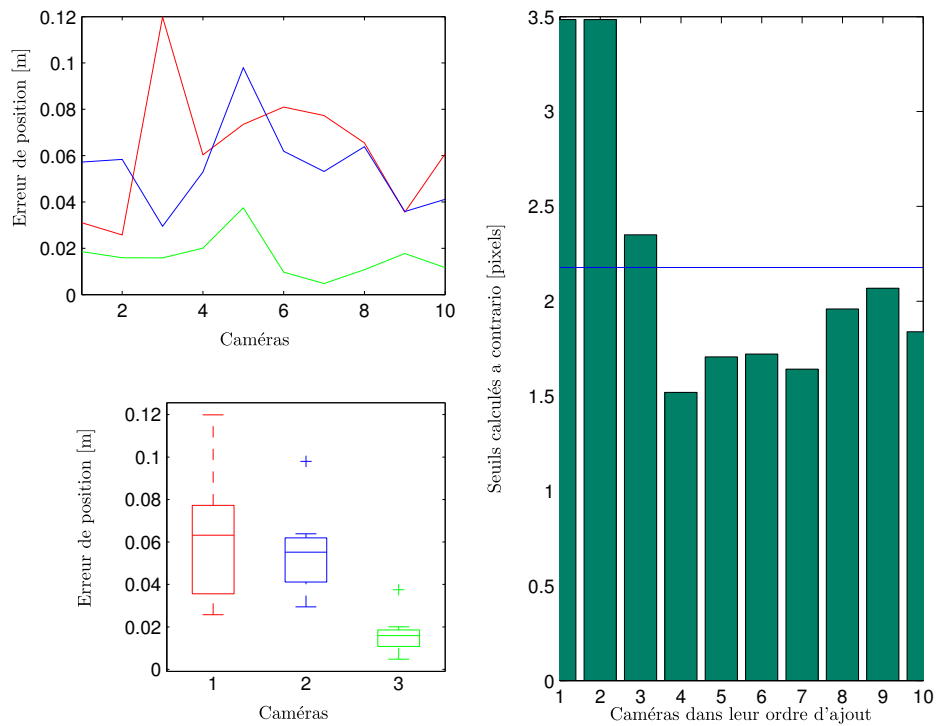 0.12
0.1
0.08
0.06
0.04
0.02
0
Erreur de position [m]
2 4 6 8 10
Caméras
0.12
0.1
0.08
0.06
0.04
0.02
0
Erreur de position [m]
1 2 3
Caméras
3.5
3
2.5
2
1.5
1
0.5
0
Seuils calculés a contrario [pixels]
1 2 3 4 5 6 7 8 9 10
Caméras dans leur ordre d'ajout